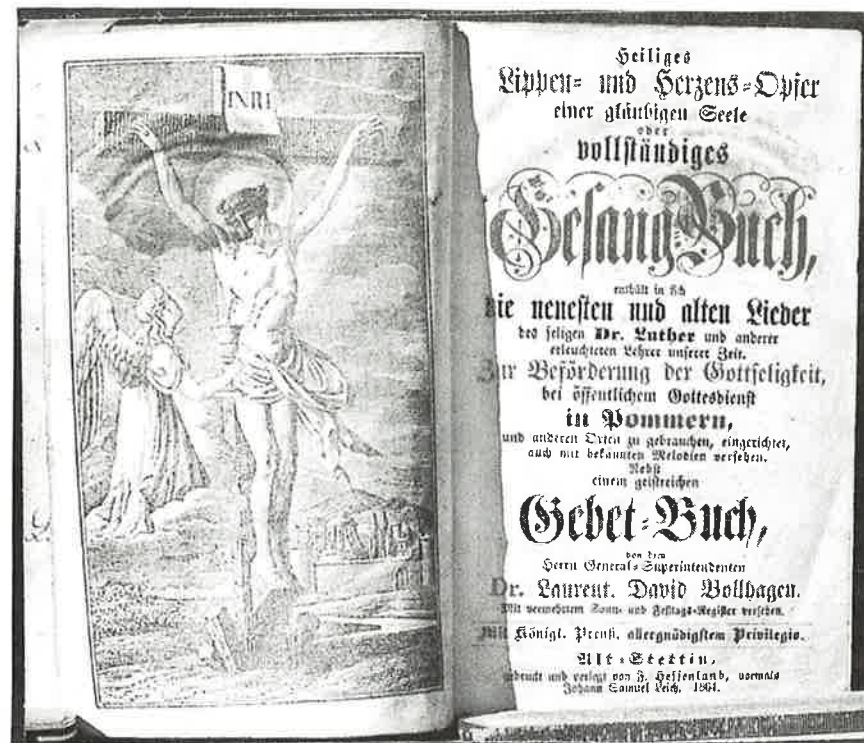 INRI
Heiliges
Lippen- und Herzens-Opfer
einer gläubigen Seele
oder
vollständiges
Gesang Buch,
enthält in sich
die neuesten und alten Lieder
des seligen Dr. Luther und anderer
erleuchteten Lehrer unserer Zeit.
Zur Beförderung der Gottseligkeit,
bei öffentlichem Gottesdienst
in Pommern,
und anderen Orten zu gebrauchen, eingerichtet,
auch mit bekannten Melodien versehen.
Nebst
einem geistreichen
Gebet-Buch,
von dem
Herrn General-Superintendenten
Dr. Laurent. David Bollhagen.
Mit vermehrtem Sonn- und Festags-Register versehen.
Mit Königl. Preuß. allergnädigstem Privilegio.
Alt-Stettin,
gedruckt und verlegt von F. Hessenland, vormals
Johann Samuel Leich. 1864.